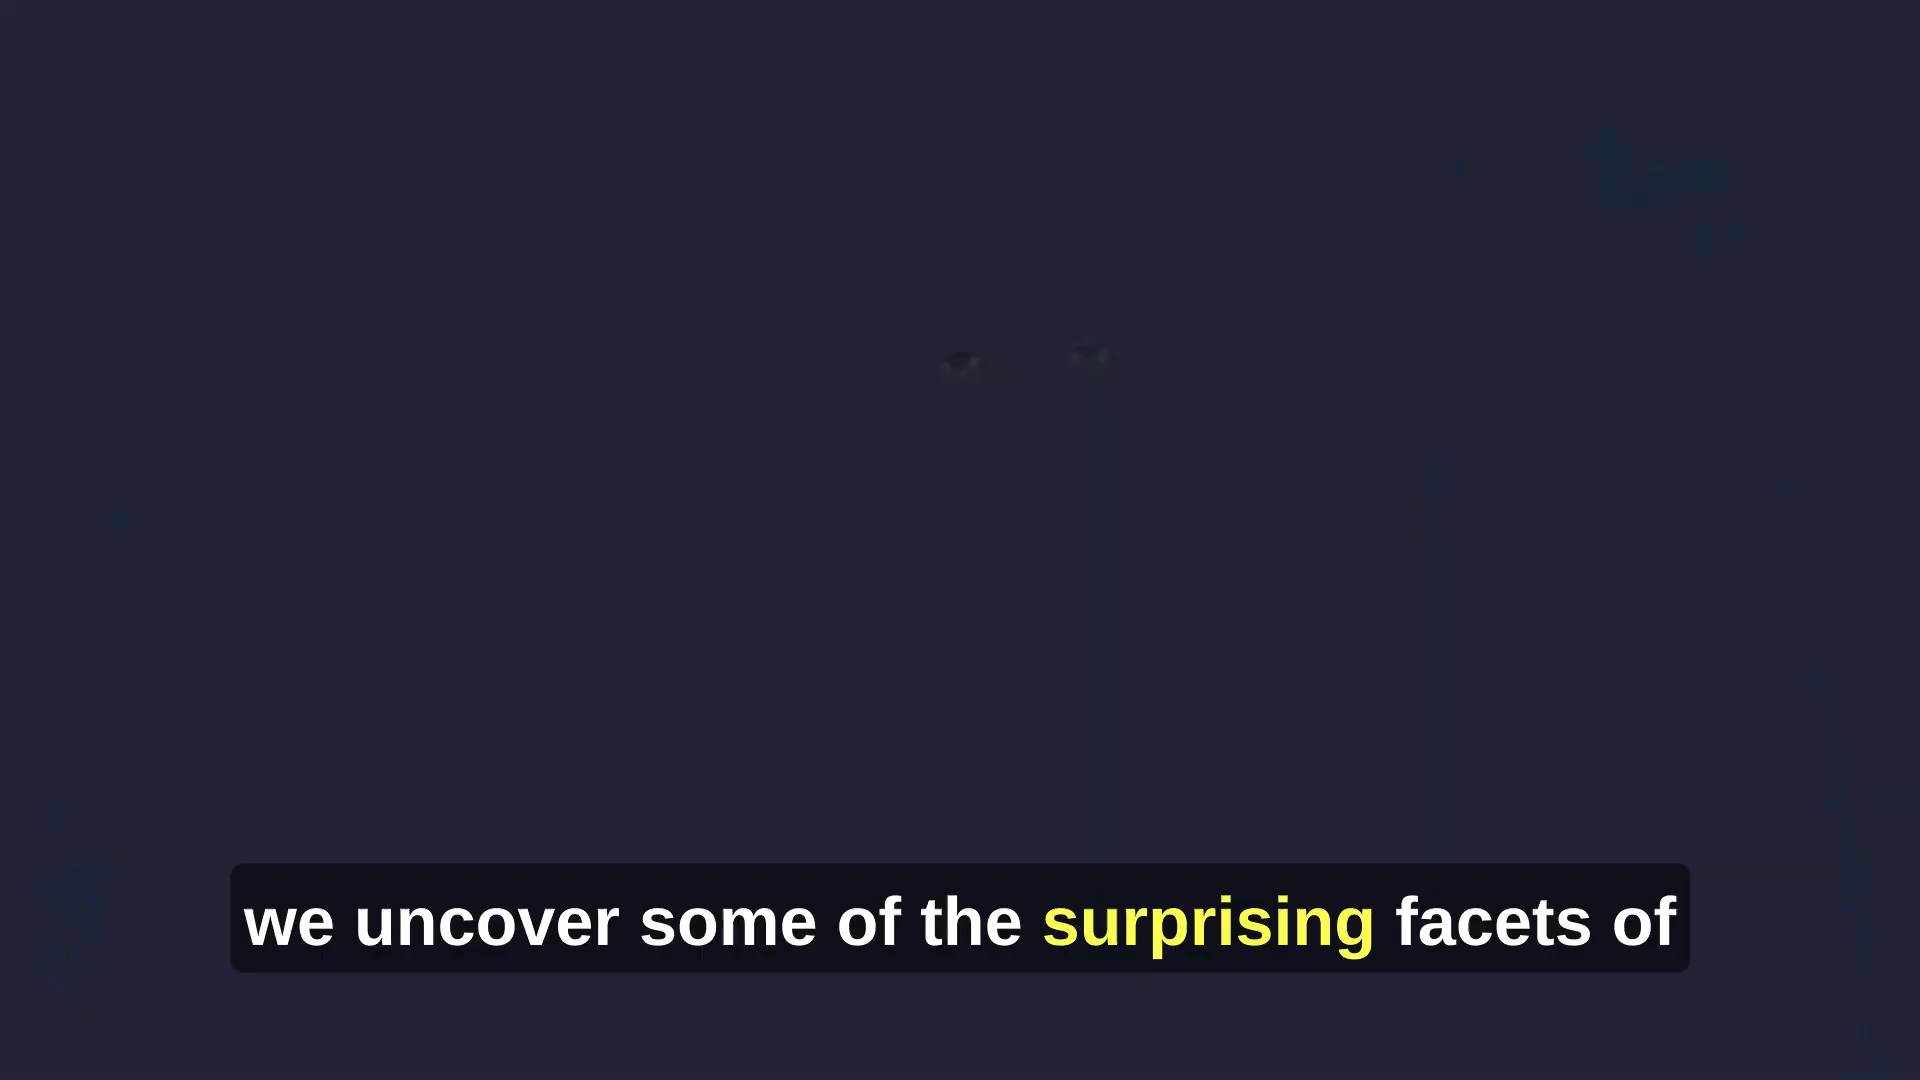 we uncover some of the surprising facets of